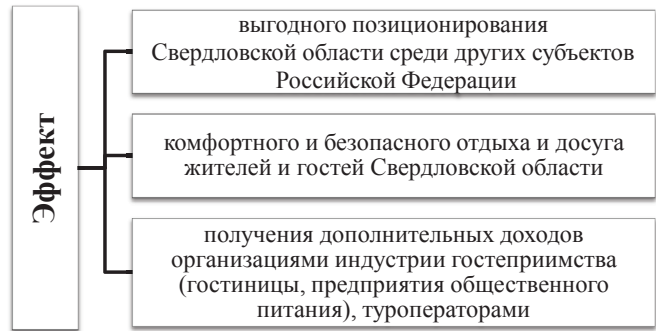 Эффект
выгодного позиционирования
Свердловской области среди других субъектов
Российской Федерации
комфортного и безопасного отдыха и досуга
жителей и гостей Свердловской области
получения дополнительных доходов
организациями индустрии гостеприимства
(гостиницы, предприятия общественного
питания), туроператорами